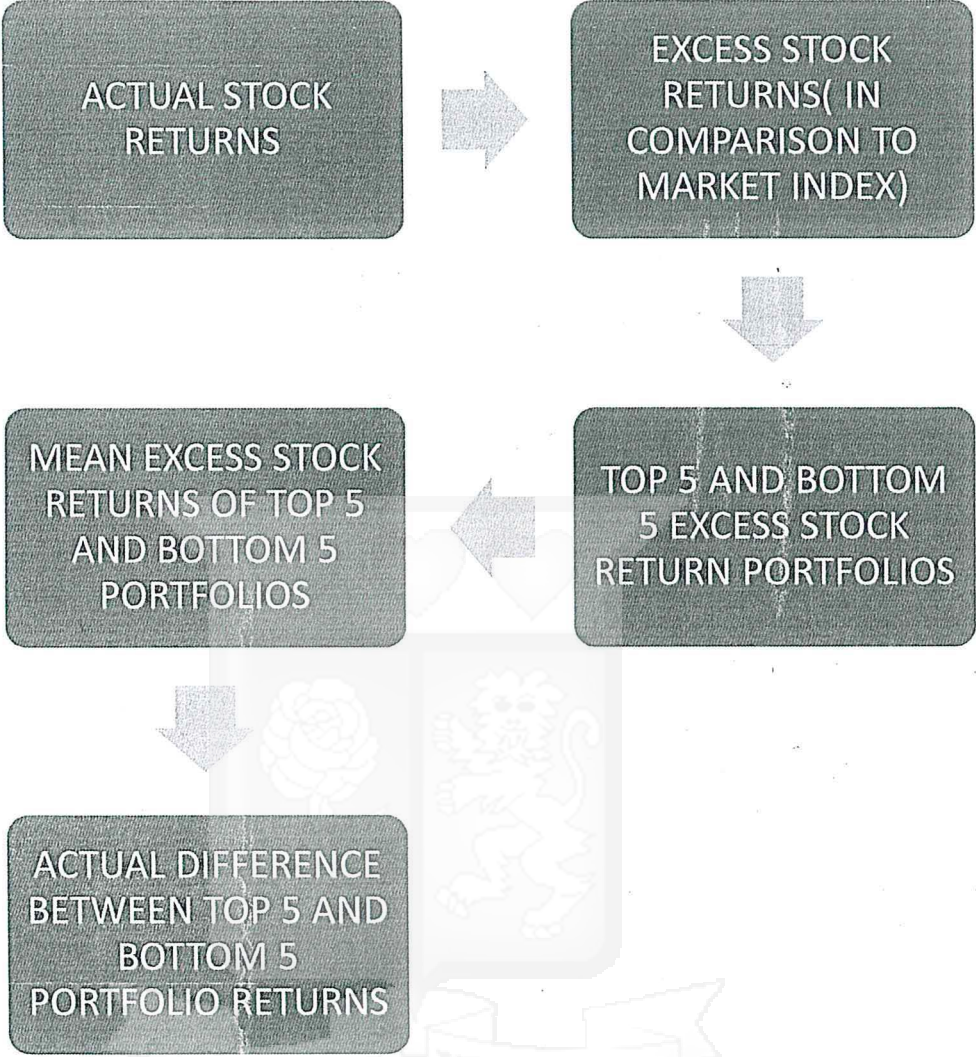 ACTUAL STOCK
RETURNS
EXCESS STOCK
RETURNS( IN
COMPARISON TO
MARKET INDEX)
TOP 5 AND BOTTOM
5 EXCESS STOCK
RETURN PORTFOLIOS
MEAN EXCESS STOCK
RETURNS OF TOP 5
AND BOTTOM 5
PORTFOLIOS
ACTUAL DIFFERENCE
BETWEEN TOP 5 AND
BOTTOM 5
PORTFOLIO RETURNS